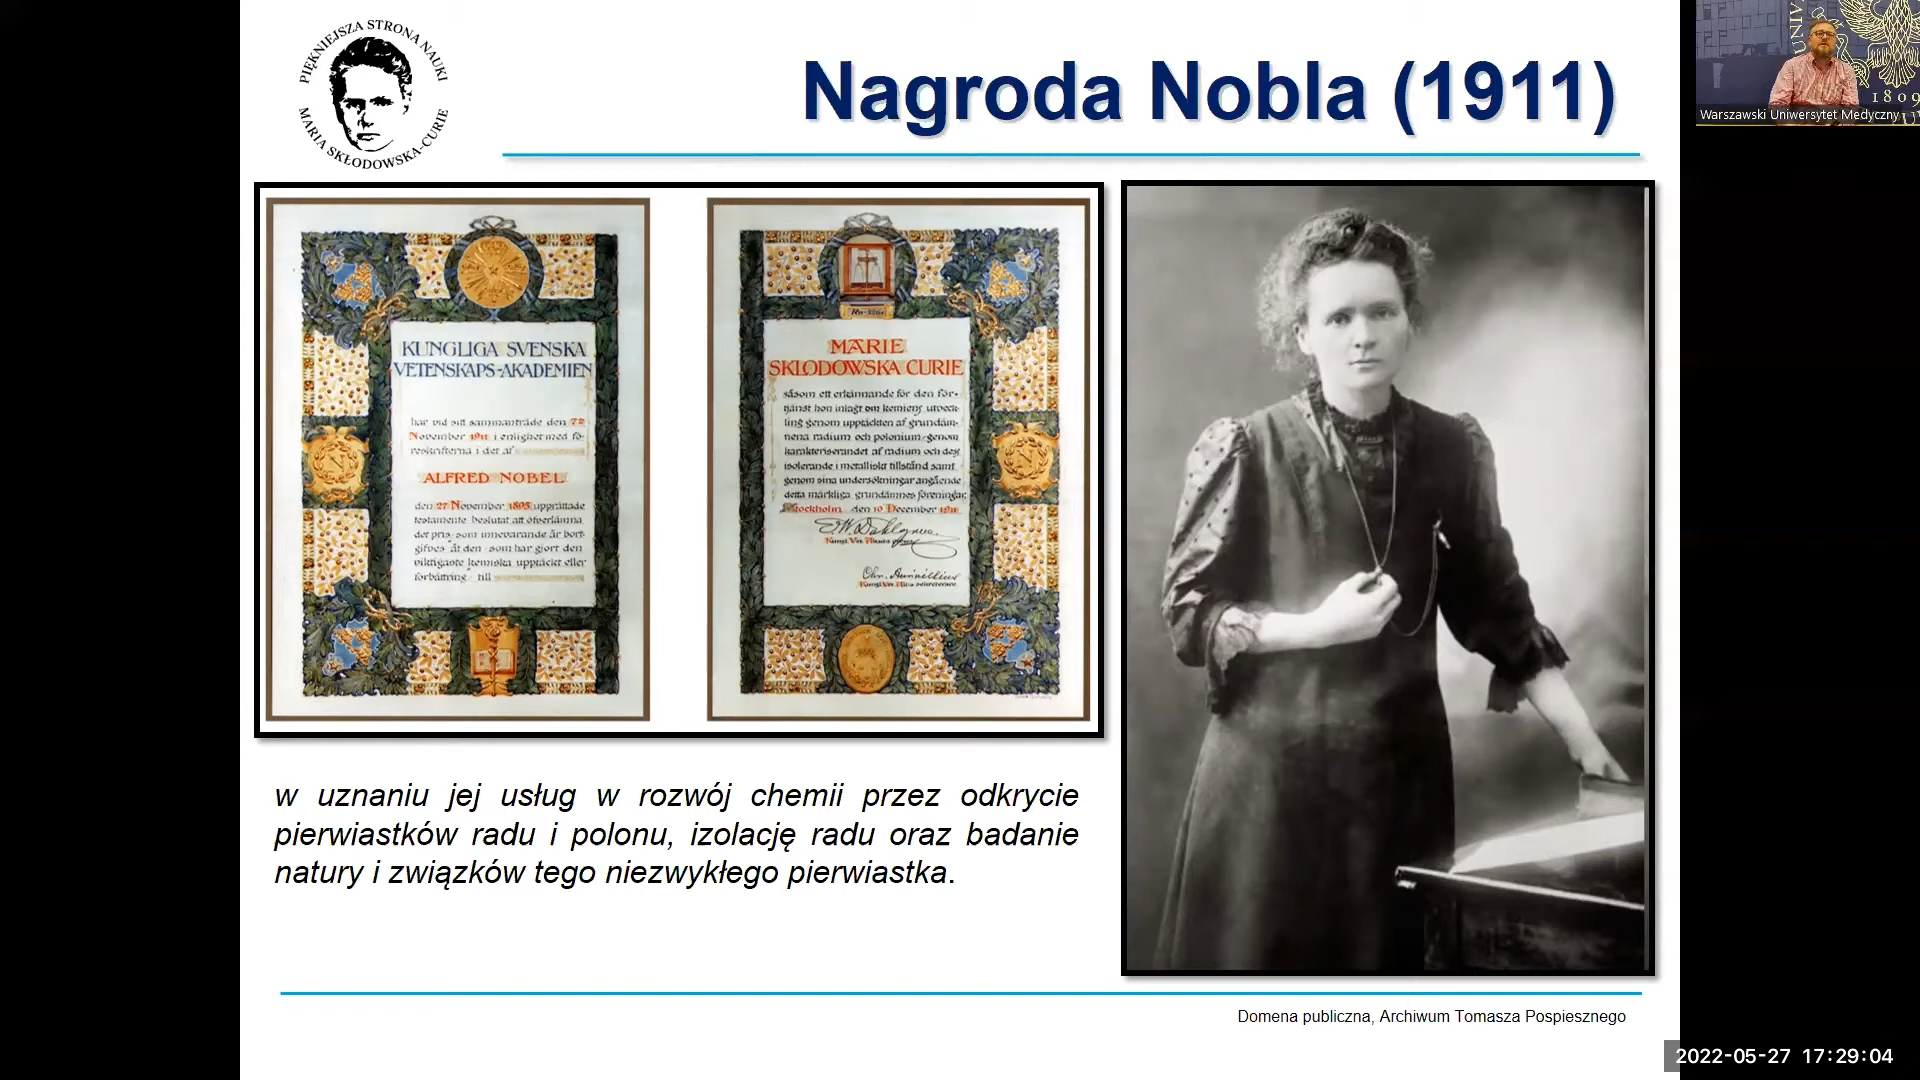 PIĘKNIEJSZA STRONA NAUKI
MARIA SKŁODOWSKA-CURIE
Nagroda Nobla (1911)
1809
Warszawski Uniwersytet Medyczny
KUNGLIGA SVENSKA
VETENSKAPS-AKADEMIEN
har vid sitt sammanträde den
November 1911 i enlighet med fö-
reskrifterna i det af
ALFRED NOBEL
den 27 November 1895 upprättade
testamente beslutat att öfverlämna
det pris som innevarande år bort-
gifves åt den som har gjort den
viktigaste kemiska upptäckt eller
förbättring till
MARIE
SKLODOWSKA CURIE
såsom ett erkännande för den för-
tjänst hon inlagt om kemiens utveck-
ling genom upptäckten af grundäm-
nena radium och polonium genom
karakteriserandet af radium och dess
isolerande i metalliskt tillstånd samt
genom sina undersökningar angående
detta märkliga grundämnes föreningar
Stockholm den 10 December 1911
w uznaniu jej usług w rozwój chemii przez odkrycie
pierwiastków radu i polonu, izolację radu oraz badanie
natury i związków tego niezwykłego pierwiastka.
Domena publiczna, Archiwum Tomasza Pospiesznego
2022-05-27 17:29:04